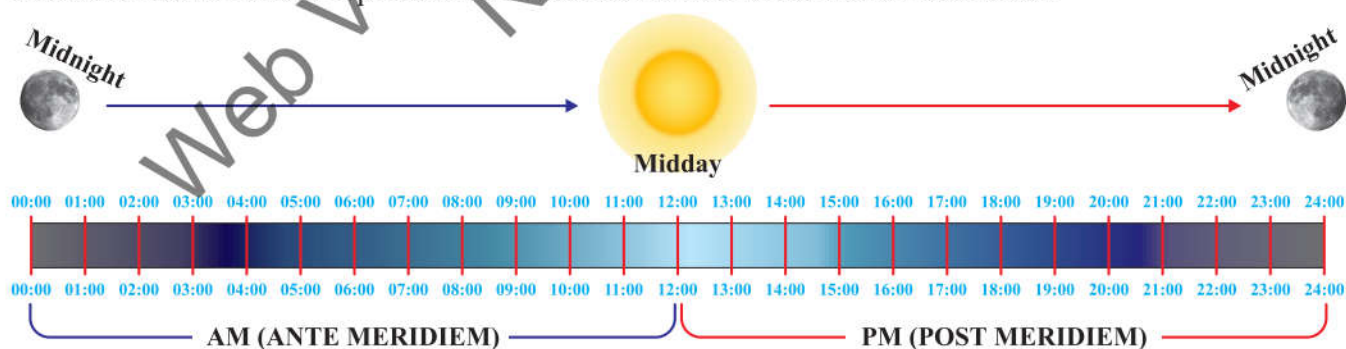 Midnight
Midnight
Web
Midday
00:00 01:00 02:00 03:00 04:00 05:00 06:00 07:00 08:00 09:00 10:00 11:00 12:00 13:00 14:00 15:00 16:00 17:00 18:00 19:00 20:00 21:00 22:00 23:00 24:00
00:00 01:00 02:00 03:00 04:00 05:00 06:00 07:00 08:00 09:00 10:00 11:00 12:00 13:00 14:00 15:00 16:00 17:00 18:00 19:00 20:00 21:00 22:00 23:00 24:00
AM (ANTE MERIDIEM) PM (POST MERIDIEM)